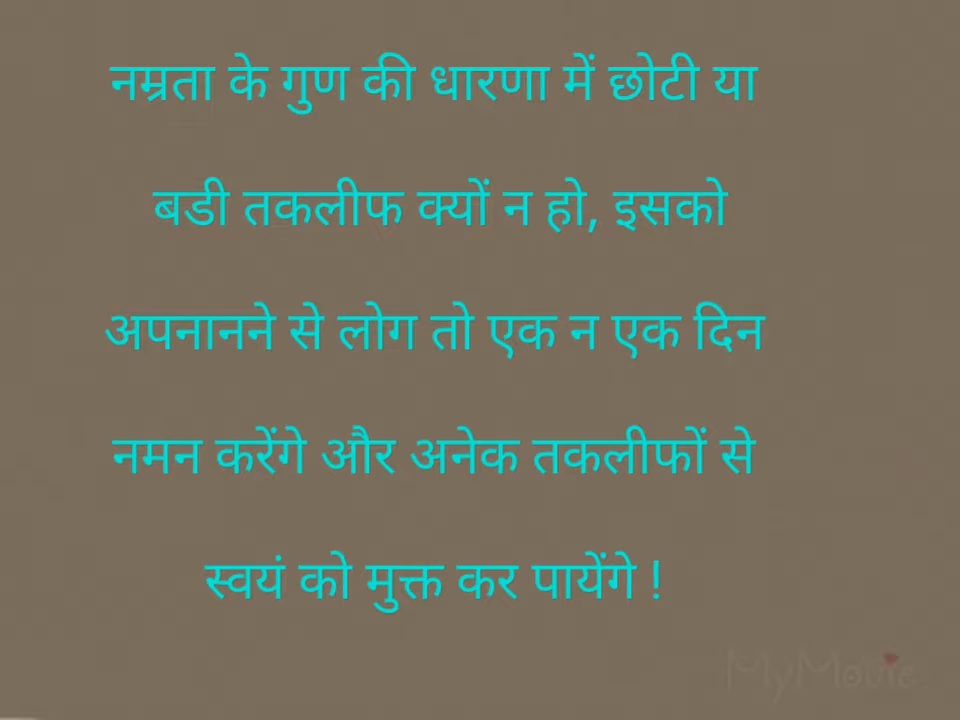 नम्रता के गुण की धारणा में छोटी या
बडी तकलीफ क्यों न हो, इसको
अपनानने से लोग तो एक न एक दिन
नमन करेंगे और अनेक तकलीफों से
स्वयं को मुक्त कर पायेंगे !
MyMovie